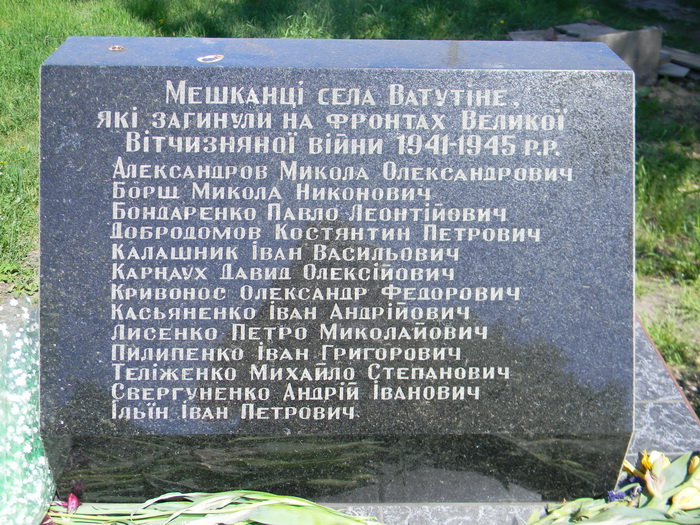 Мешканці села Ватутіне,
які загинули на фронтах Великої
Вітчизняної війни 1941-1945 р.р.
Александров Микола Олександрович
Борщ Микола Никонович
Бондаренко Павло Леонтійович
Добродомов Костянтин Петрович
Калашник Іван Васильович
Карнаух Давид Олексійович
Кривонос Олександр Федорович
Касьяненко Іван Андрійович
Лисенко Петро Миколайович
Пилипенко Іван Григорович
Теліженко Михайло Степанович
Свергуненко Андрій Іванович
Ільїн Іван Петрович